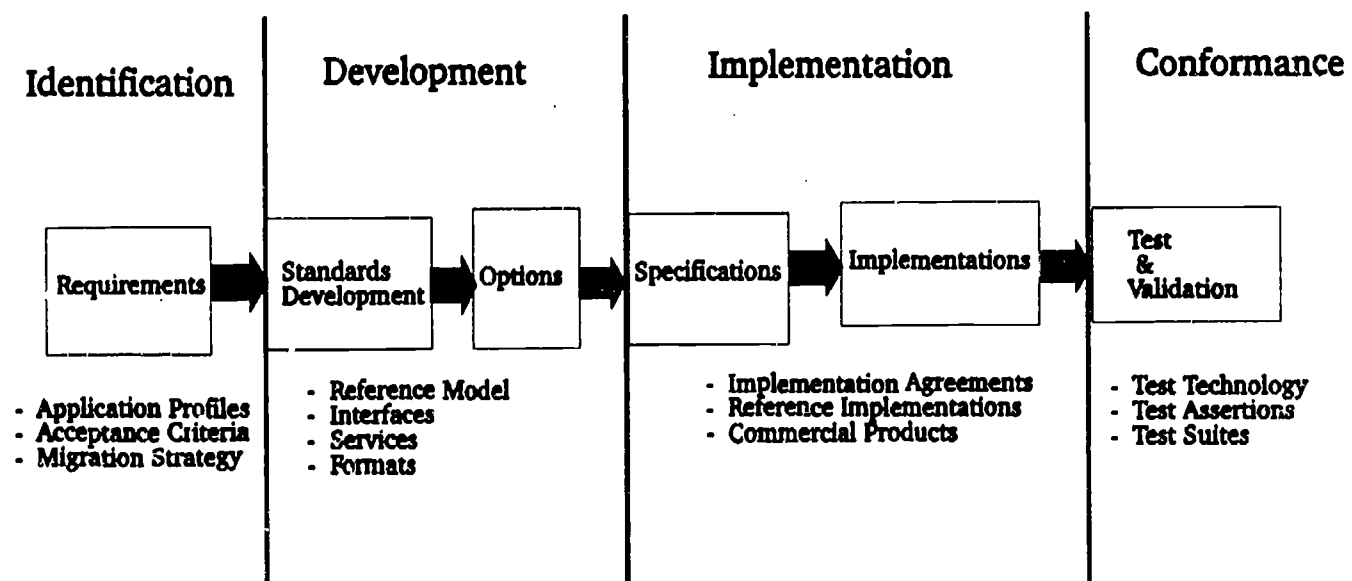 Identification
Development
Implementation
Conformance
Requirements
Standards
Development
Options
Specifications
Implementations
Test
&
Validation
- Application Profiles
- Acceptance Criteria
- Migration Strategy
- Reference Model
- Interfaces
- Services
- Formats
- Implementation Agreements
- Reference Implementations
- Commercial Products
- Test Technology
- Test Assertions
- Test Suites